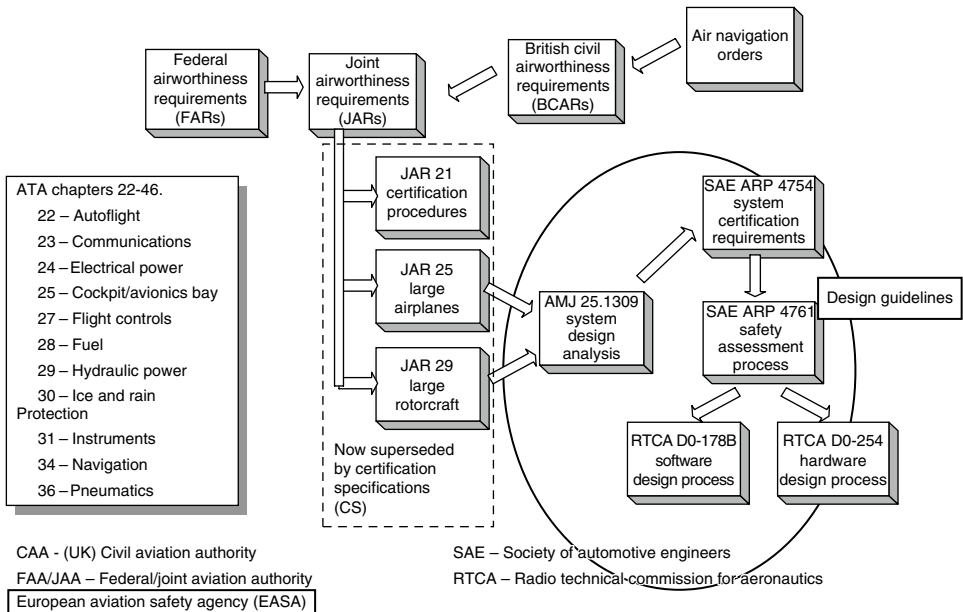 Air navigation
orders
Federal
airworthiness
requirements
(FARs)
Joint
airworthiness
requirements
(JARs)
British civil
airworthiness
requirements
(BCARs)
ATA chapters 22-46.
22 – Autoflight
23 – Communications
24 – Electrical power
25 – Cockpit/avionics bay
27 – Flight controls
28 – Fuel
29 – Hydraulic power
30 – Ice and rain
Protection
31 – Instruments
34 – Navigation
36 – Pneumatics
JAR 21
certification
procedures
JAR 25
large
airplanes
JAR 29
large
rotorcraft
Now superseded
by certification
specifications
(CS)
AMJ 25.1309
system
design
analysis
SAE ARP 4754
system
certification
requirements
Design guidelines
SAE ARP 4761
safety
assessment
process
RTCA D0-178B
software
design process
RTCA D0-254
hardware
design process
CAA - (UK) Civil aviation authority
FAA/JAA – Federal/joint aviation authority
European aviation safety agency (EASA)
SAE – Society of automotive engineers
RTCA – Radio technical commission for aeronautics